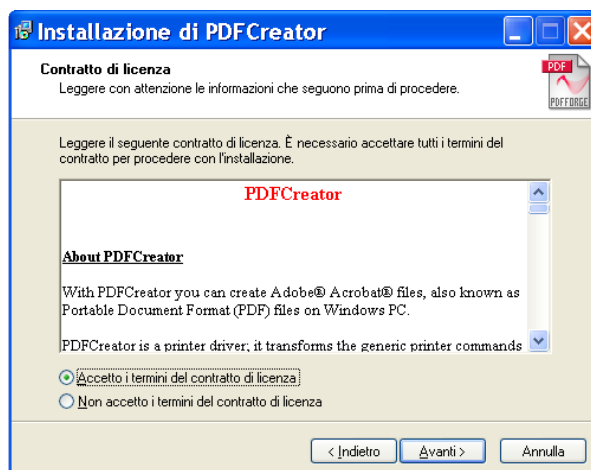 Installazione di PDFCreator
Contratto di licenza
Leggere con attenzione le informazioni che seguono prima di procedere.
PDF
PDFFORGE
Leggere il seguente contratto di licenza. È necessario accettare tutti i termini del
contratto per procedere con l'installazione.
PDFCreator
About PDFCreator
With PDFCreator you can create Adobe® Acrobat® files, also known as
Portable Document Format (PDF) files on Windows PC.
PDFCreator is a printer driver; it transforms the generic printer commands
Accetto i termini del contratto di licenza
Non accetto i termini del contratto di licenza
< Indietro
Avanti >
Annulla